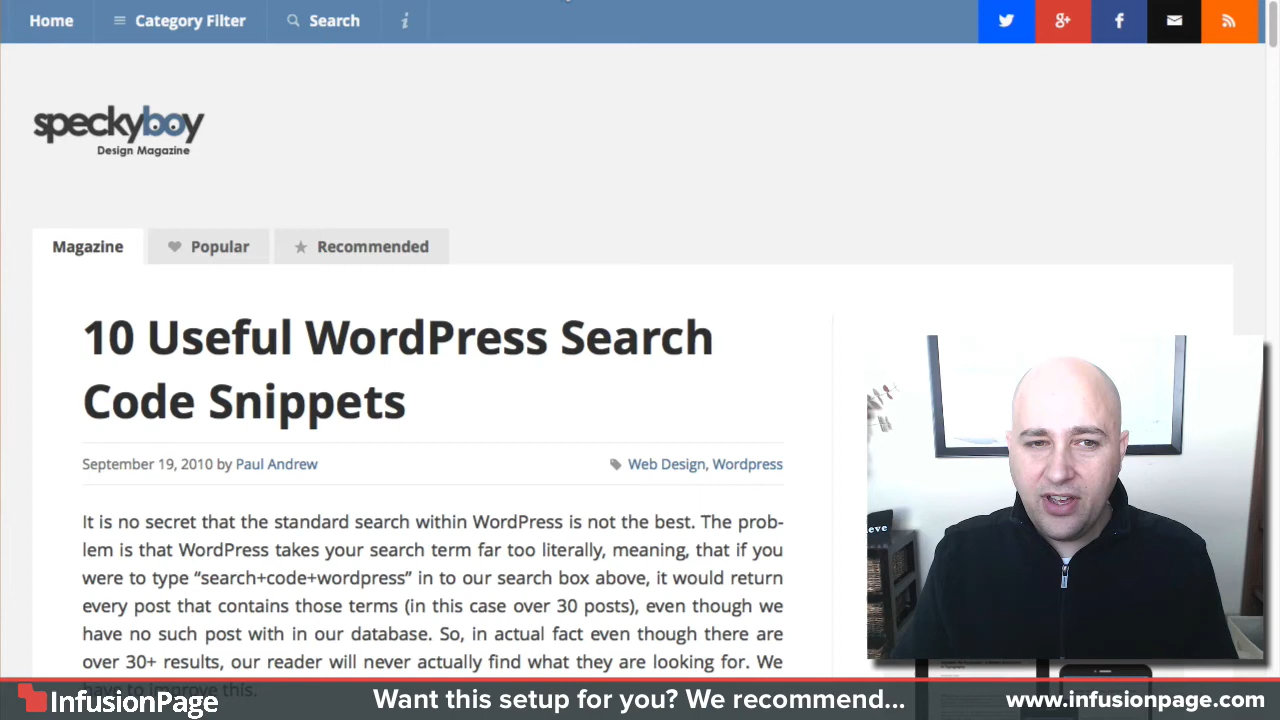 Home
Category Filter
Search
i
speckyboy
Design Magazine
Magazine
Popular
Recommended
10 Useful WordPress Search
Code Snippets
September 19, 2010 by Paul Andrew
Web Design, Wordpress
It is no secret that the standard search within WordPress is not the best. The prob-
lem is that WordPress takes your search term far too literally, meaning, that if you
were to type “search+code+wordpress” in to our search box above, it would return
every post that contains those terms (in this case over 30 posts), even though we
have no such post with in our database. So, in actual fact even though there are
over 30+ results, our reader will never actually find what they are looking for. We
have to improve this.
eve
InfusionPage
Want this setup for you? We recommend...
www.infusionpage.com